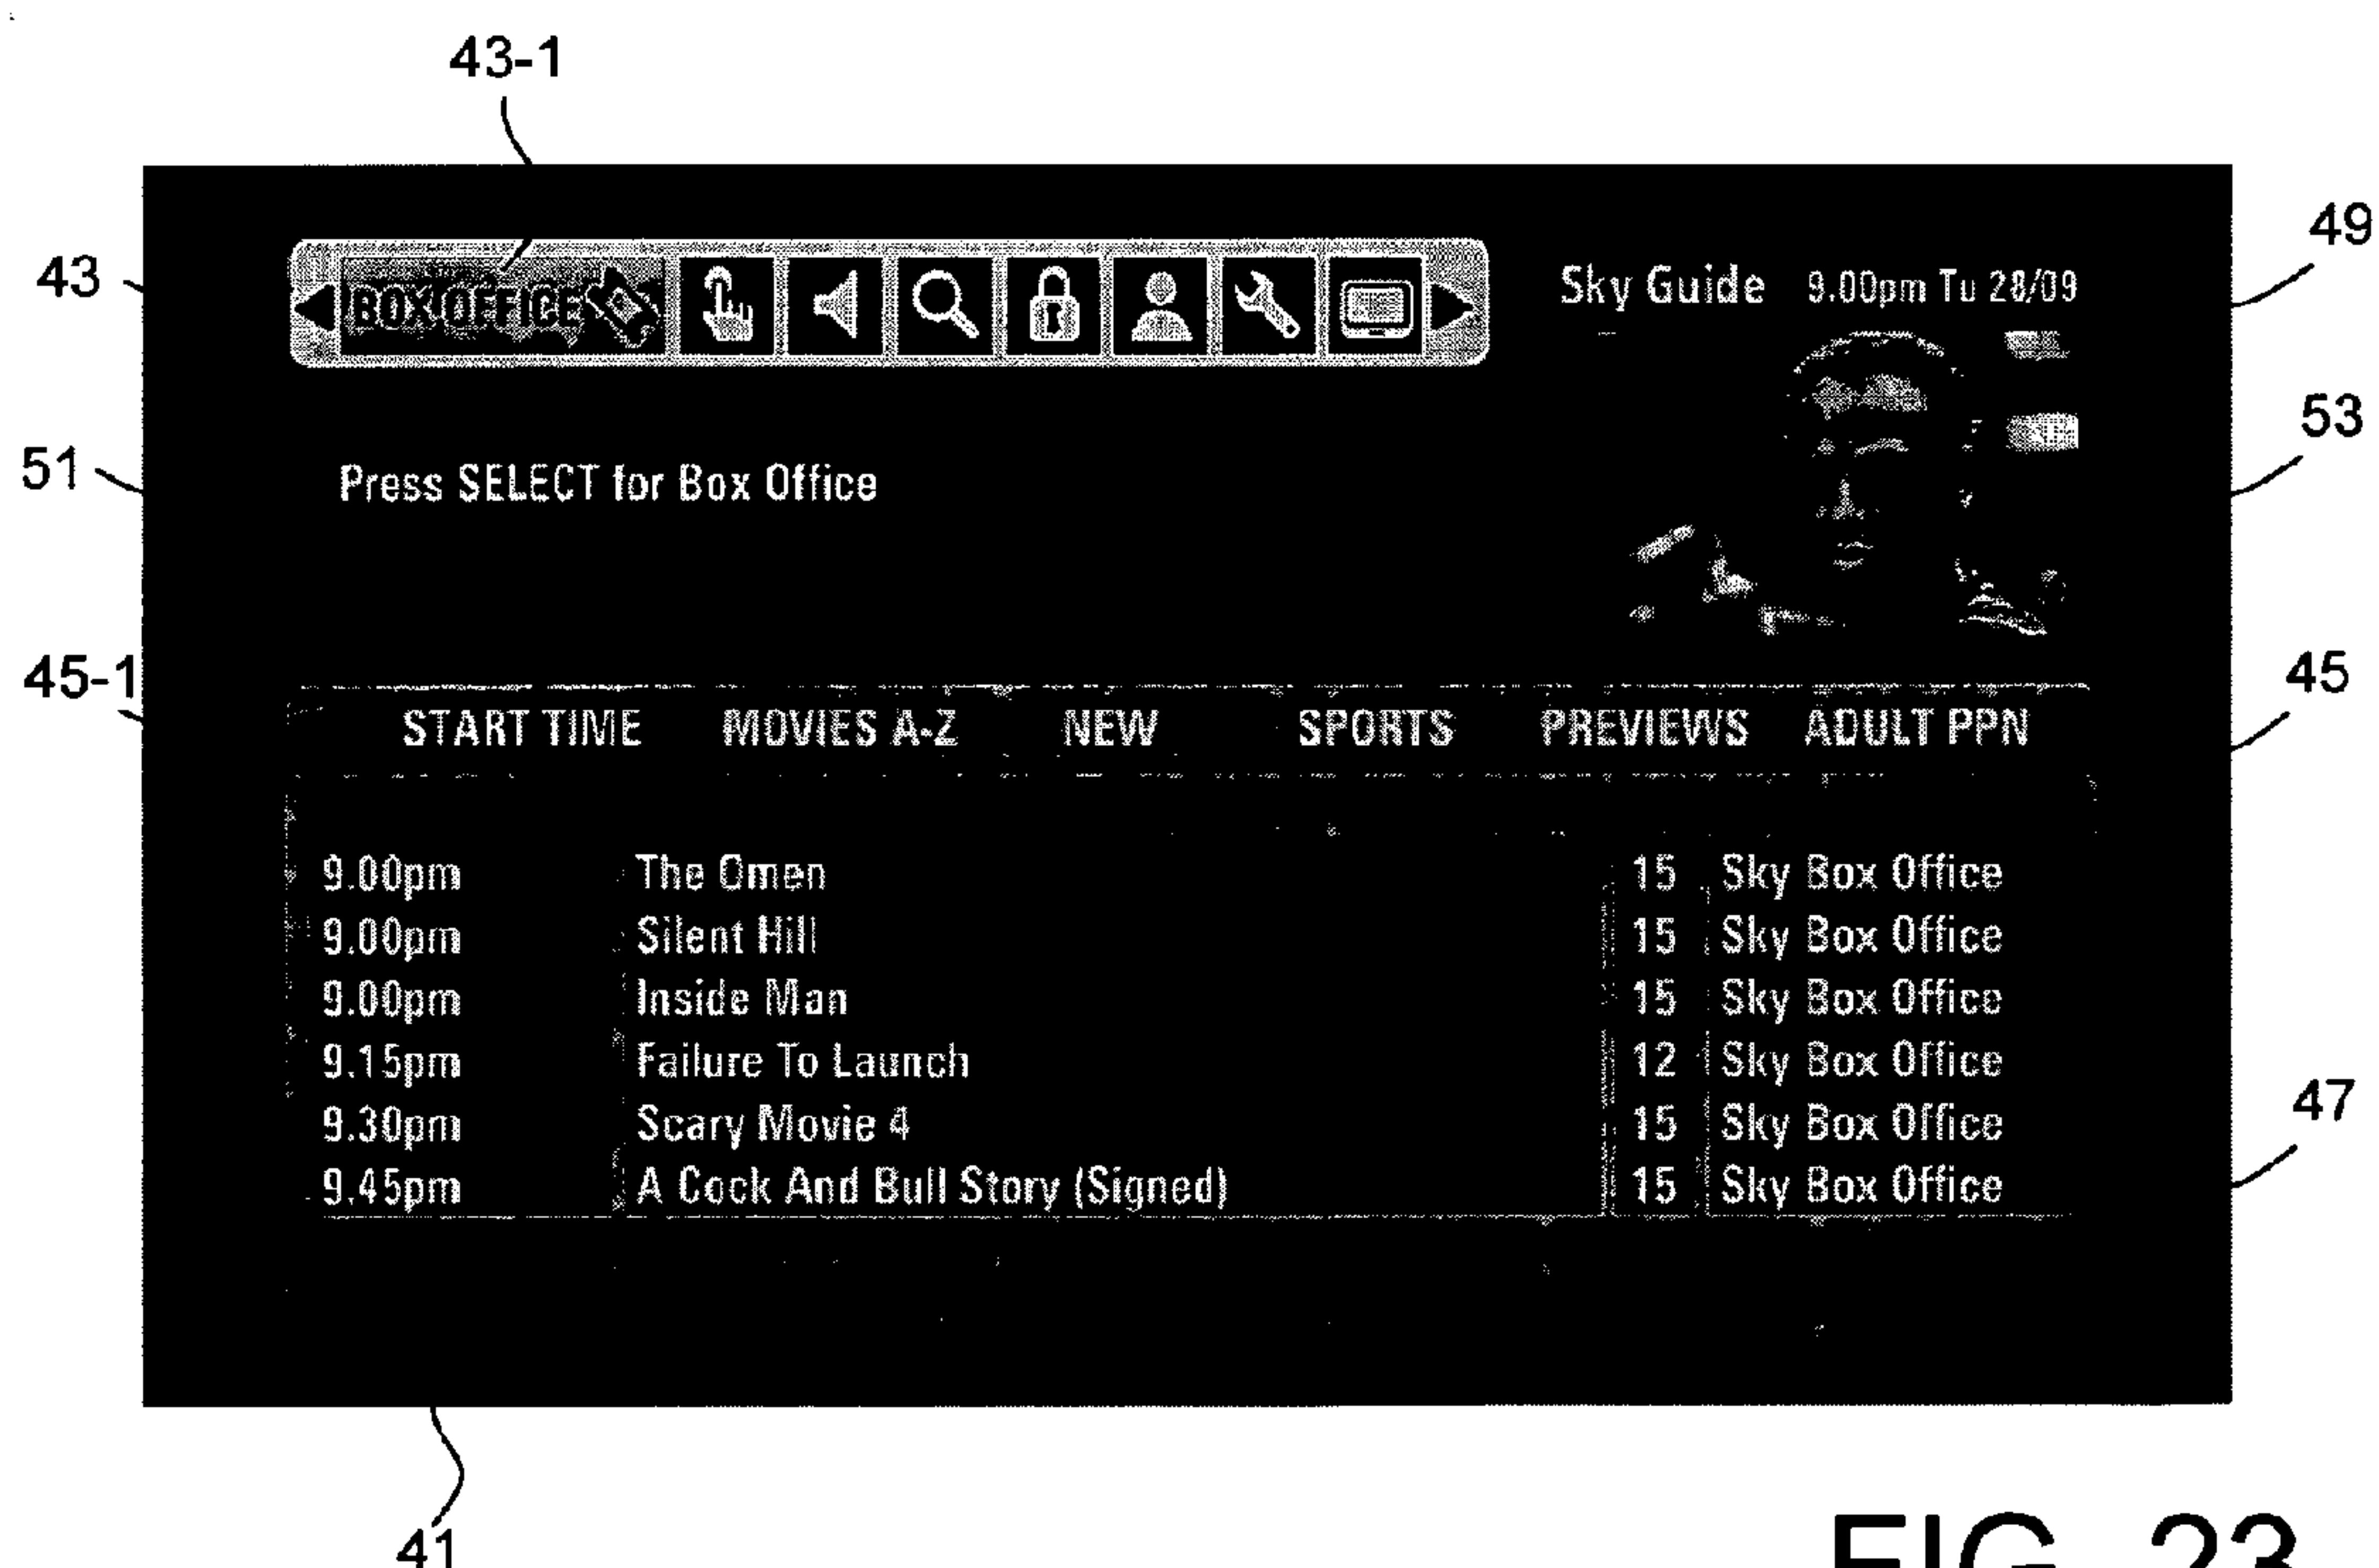 43-1
43
BOX OFFICE
Sky Guide 9.00pm Tu 28/09
49
53
51
Press SELECT for Box Office
45-1
45
START TIME MOVIES A-Z NEW SPORTS PREVIEWS ADULT PPN
9.00pm The Omen 15 Sky Box Office
9.00pm Silent Hill 15 Sky Box Office
9.00pm Inside Man 15 Sky Box Office
9.15pm Failure To Launch 12 Sky Box Office
9.30pm Scary Movie 4 15 Sky Box Office
47
9.45pm A Cock And Bull Story (Signed) 15 Sky Box Office
41
FIG. 23